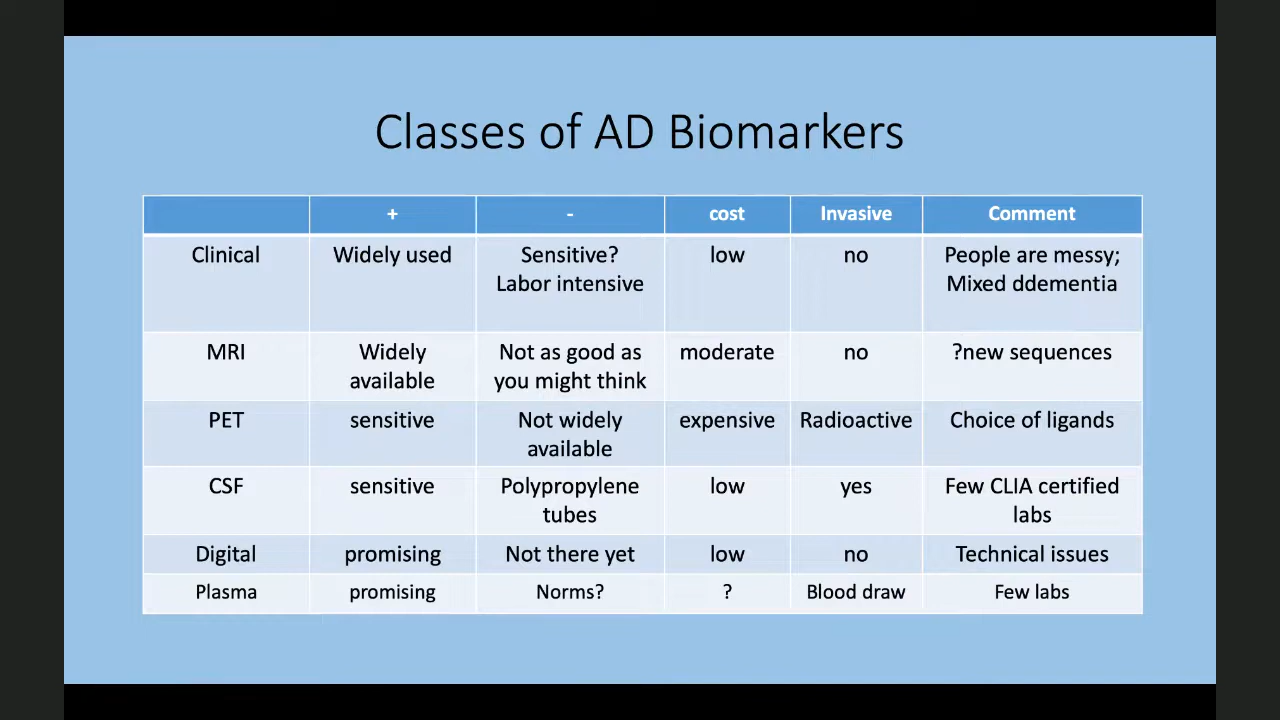 Classes of AD Biomarkers
+ - cost Invasive Comment
Clinical Widely used Sensitive? low no People are messy;
Labor intensive Mixed ddementia
MRI Widely Not as good as moderate no ?new sequences
available you might think
PET sensitive Not widely expensive Radioactive Choice of ligands
available
CSF sensitive Polypropylene low yes Few CLIA certified
tubes labs
Digital promising Not there yet low no Technical issues
Plasma promising Norms? ? Blood draw Few labs